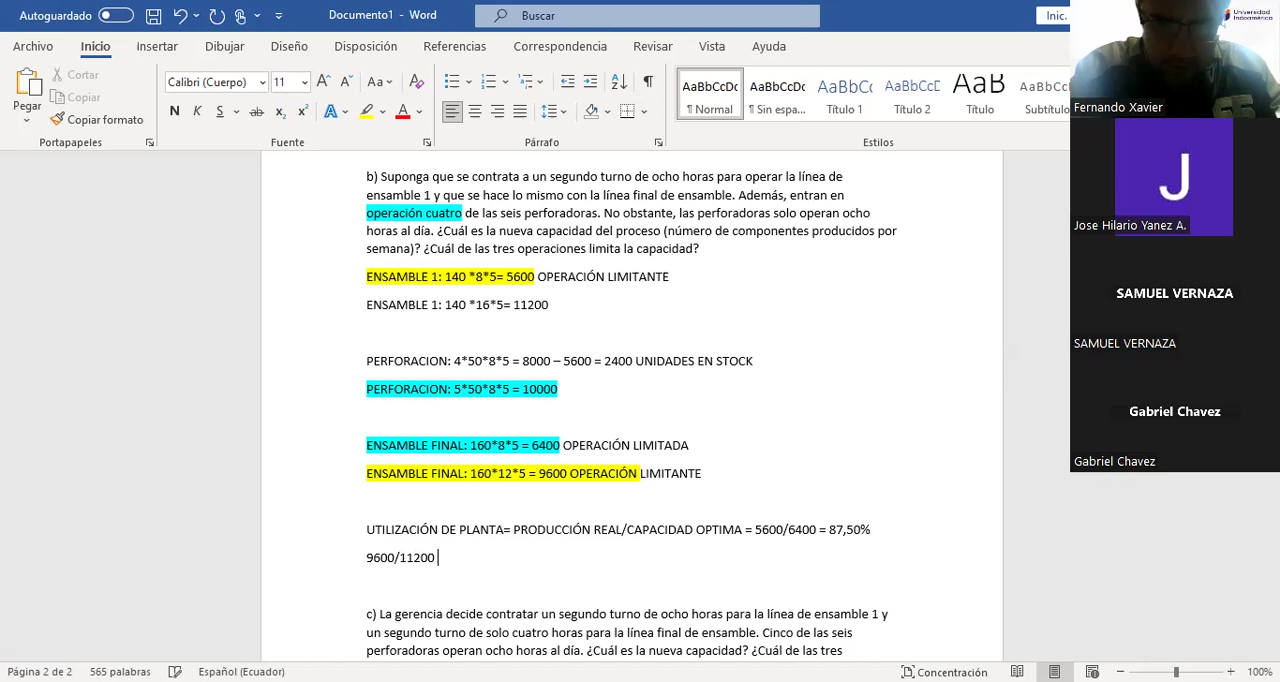 Autoguardado
Documento1 - Word
Buscar
Inic.
Universidad
Indoamérica
Archivo
Inicio
Insertar
Dibujar
Diseño
Disposición
Referencias
Correspondencia
Revisar
Vista
Ayuda
Pegar
Cortar
Copiar
Copiar formato
Portapapeles
Calibri (Cuerpo)
11
Aa
N K S ab x₂ x²
Fuente
Párrafo
AaBbCcDc
¶ Normal
AaBbCcDc
¶ Sin espa...
AaBbCc
Título 1
AaBbCcD
Título 2
AaB
Título
AaBbCc
Subtítulo
Estilos
b) Suponga que se contrata a un segundo turno de ocho horas para operar la línea de
ensamble 1 y que se hace lo mismo con la línea final de ensamble. Además, entran en
operación cuatro de las seis perforadoras. No obstante, las perforadoras solo operan ocho
horas al día. ¿Cuál es la nueva capacidad del proceso (número de componentes producidos por
semana)? ¿Cuál de las tres operaciones limita la capacidad?
ENSAMBLE 1: 140 *8*5= 5600 OPERACIÓN LIMITANTE
ENSAMBLE 1: 140 *16*5= 11200
PERFORACION: 4*50*8*5 = 8000 – 5600 = 2400 UNIDADES EN STOCK
PERFORACION: 5*50*8*5 = 10000
ENSAMBLE FINAL: 160*8*5 = 6400 OPERACIÓN LIMITADA
ENSAMBLE FINAL: 160*12*5 = 9600 OPERACIÓN LIMITANTE
UTILIZACIÓN DE PLANTA= PRODUCCIÓN REAL/CAPACIDAD OPTIMA = 5600/6400 = 87,50%
9600/11200
c) La gerencia decide contratar un segundo turno de ocho horas para la línea de ensamble 1 y
un segundo turno de solo cuatro horas para la línea final de ensamble. Cinco de las seis
perforadoras operan ocho horas al día. ¿Cuál es la nueva capacidad? ¿Cuál de las tres
Fernando Xavier
J
Jose Hilario Yanez A.
SAMUEL VERNAZA
SAMUEL VERNAZA
Gabriel Chavez
Gabriel Chavez
Página 2 de 2
565 palabras
Español (Ecuador)
Concentración
100%